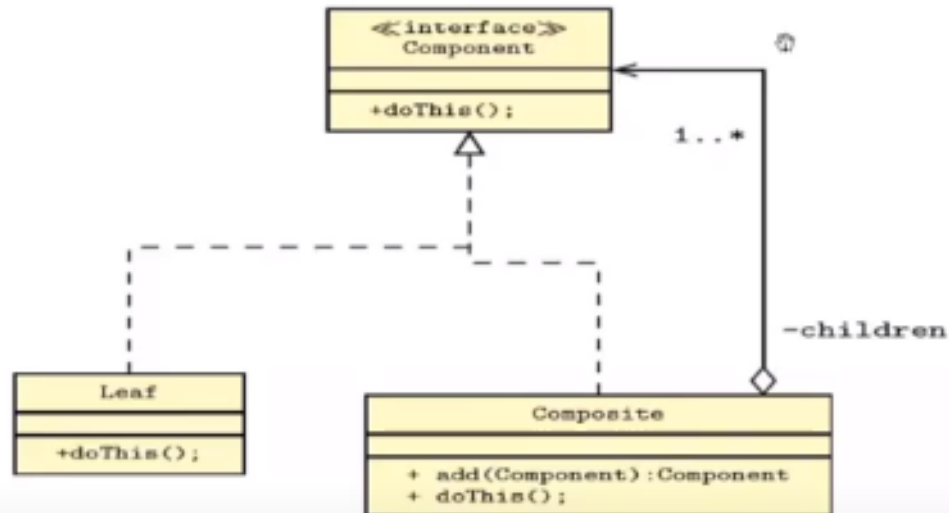 ≪interface≫
Component
+doThis();
1..*
-children
Leaf
+doThis();
Composite
+ add(Component):Component
+ doThis();